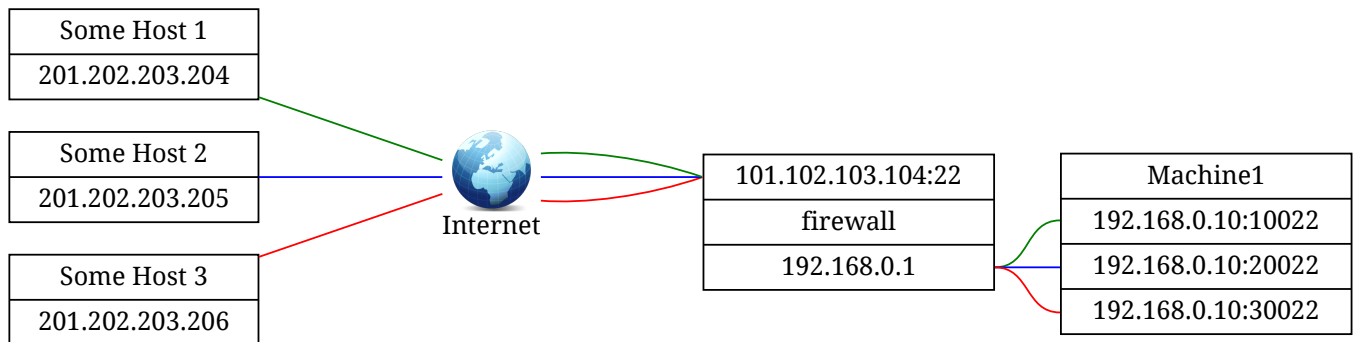 Some Host 1
201.202.203.204
Some Host 2
201.202.203.205
Some Host 3
201.202.203.206
Internet
101.102.103.104:22
firewall
192.168.0.1
Machine1
192.168.0.10:10022
192.168.0.10:20022
192.168.0.10:30022